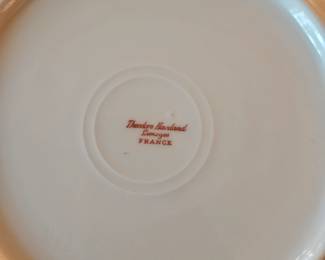 Theodore Haviland
Limoges
FRANCE